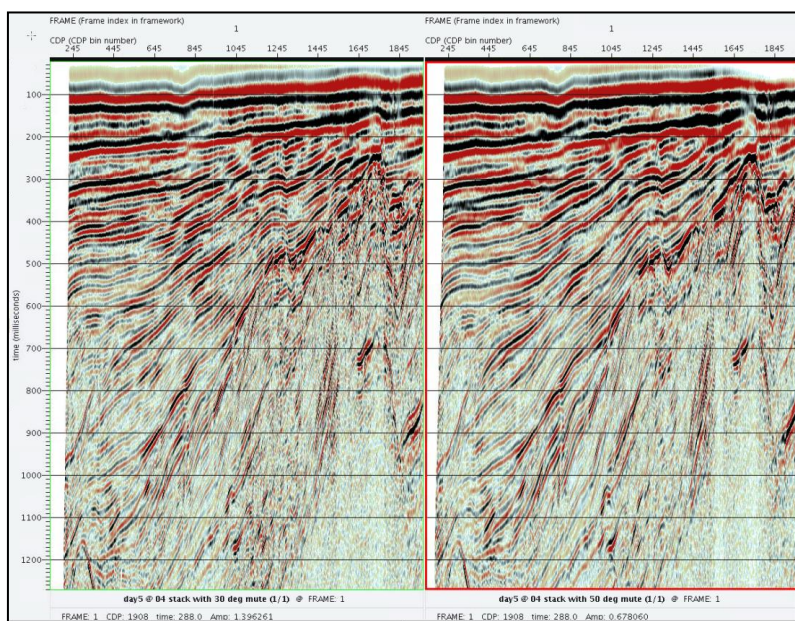 FRAME (Frame index in framework)
1
CDP (CDP bin number)
245 445 645 845 1045 1245 1445 1645 1845
FRAME (Frame index in framework)
1
CDP (CDP bin number)
245 445 645 845 1045 1245 1445 1645 1845
time (milliseconds)
100
200
300
400
500
600
700
800
900
1000
1100
1200
day5 @ 04 stack with 30 deg mute (1/1) @ FRAME: 1
FRAME: 1 CDP: 1908 time: 288.0 Amp: 1.396261
day5 @ 04 stack with 50 deg mute (1/1) @ FRAME: 1
FRAME: 1 CDP: 1908 time: 288.0 Amp: 0.678060